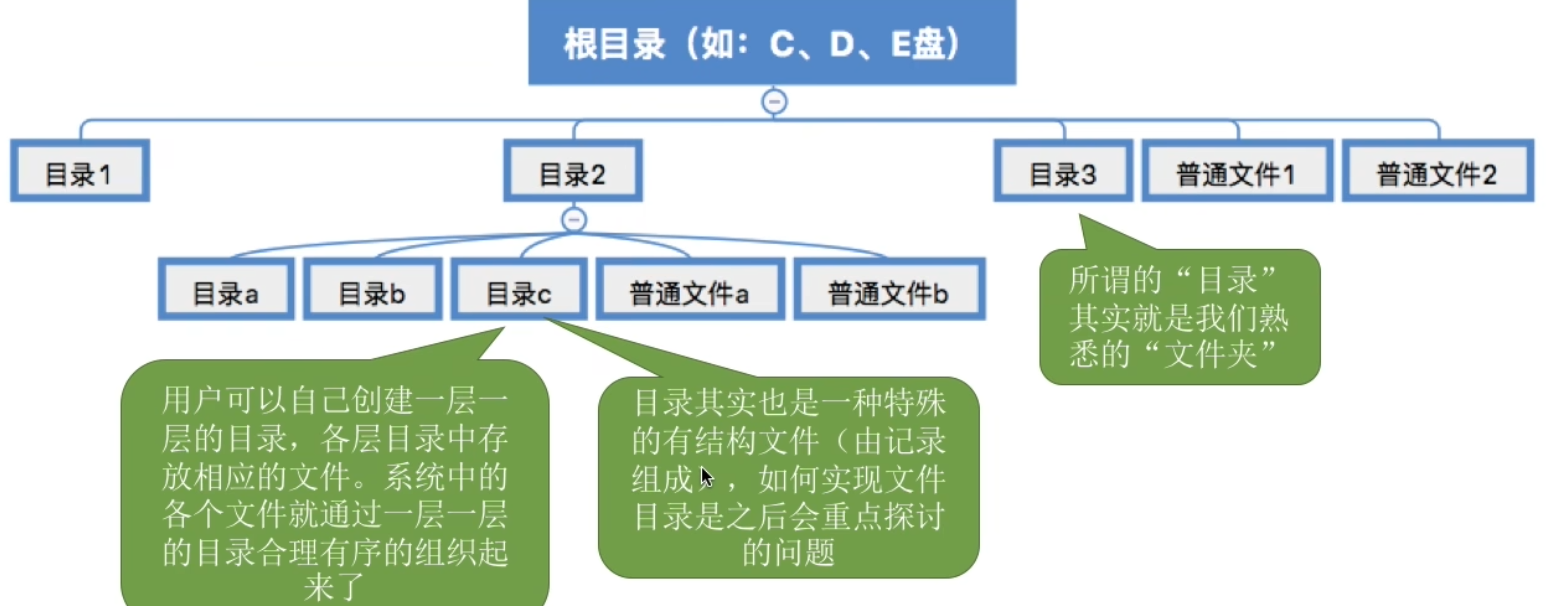 根目录（如：C、D、E盘）
目录1
目录2
目录3
普通文件1
普通文件2
目录a
目录b
目录c
普通文件a
普通文件b
所谓的“目录”
其实就是我们熟
悉的“文件夹”
用户可以自己创建一层一
层的目录，各层目录中存
放相应的文件。系统中的
各个文件就通过一层一层
的目录合理有序的组织起
来了
目录其实也是一种特殊
的有结构文件（由记录
组成），如何实现文件
目录是之后会重点探讨
的问题